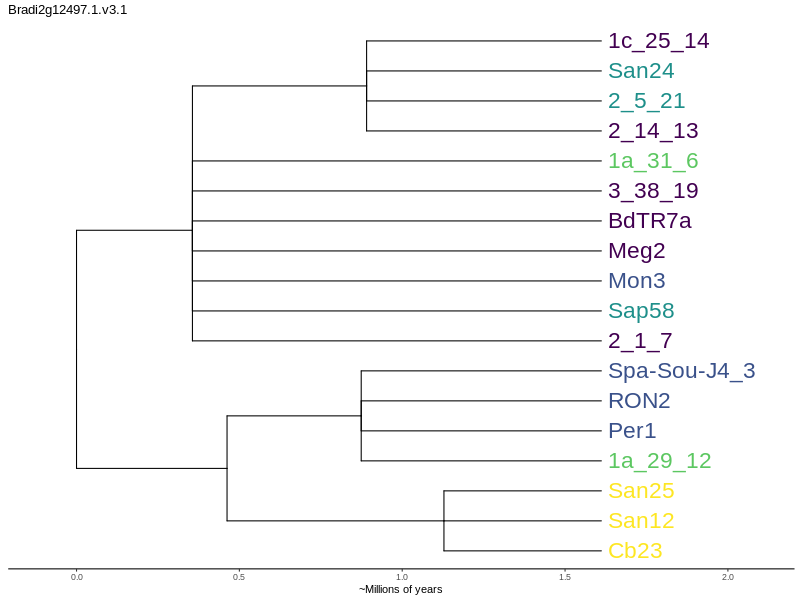 Bradi2g12497.1.v3.1
1c_25_14
San24
2_5_21
2_14_13
1a_31_6
3_38_19
BdTR7a
Meg2
Mon3
Sap58
2_1_7
Spa-Sou-J4_3
RON2
Per1
1a_29_12
San25
San12
Cb23
0.0 0.5 1.0 1.5 2.0
~Millions of years